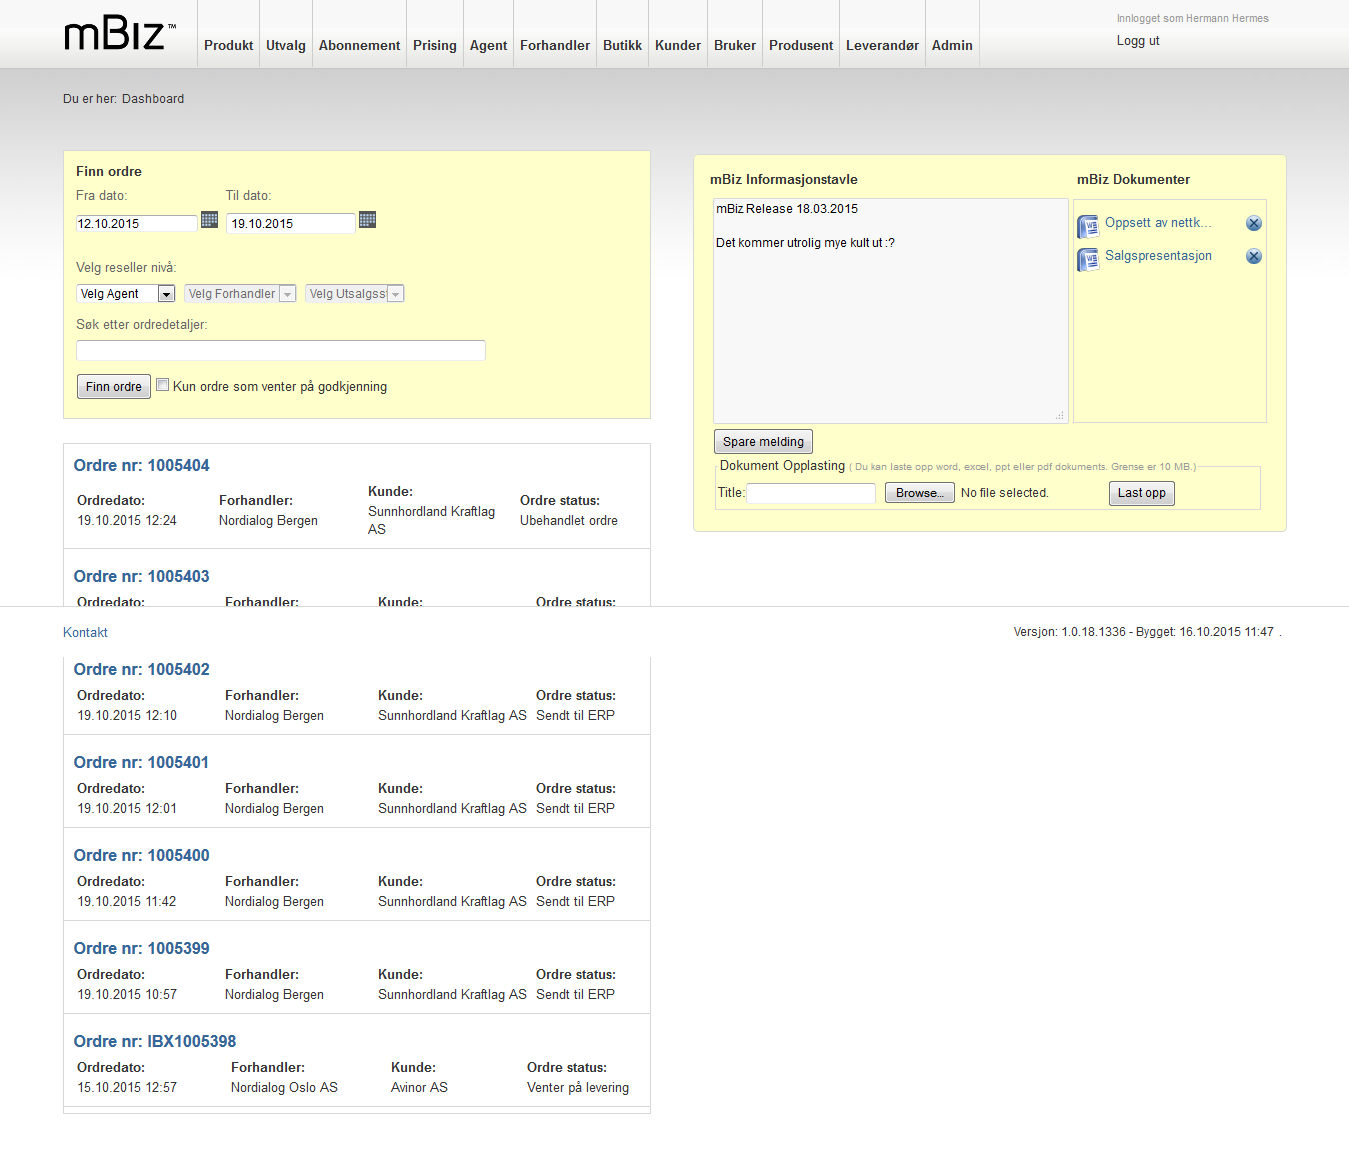 mBiz™
Produkt Utvalg Abonnement Prising Agent Forhandler Butikk Kunder Bruker Produsent Leverandør Admin
Innlogget som Hermann Hermes
Logg ut
Du er her: Dashboard
Finn ordre
Fra dato: Til dato:
12.10.2015 19.10.2015
Velg reseller nivå:
Velg Agent Velg Forhandler Velg Utsalgss
Søk etter ordredetaljer:
Finn ordre Kun ordre som venter på godkjenning
mBiz Informasjonstavle
mBiz Release 18.03.2015
Det kommer utrolig mye kult ut :?
mBiz Dokumenter
Oppsett av nettk...
Salgspresentasjon
Spare melding
Dokument Opplasting ( Du kan laste opp word, excel, ppt eller pdf dokuments. Grense er 10 MB.)
Title: Browse... No file selected. Last opp
Ordre nr: 1005404
Ordredato: Forhandler: Kunde: Ordre status:
19.10.2015 12:24 Nordialog Bergen Sunnhordland Kraftlag Ubehandlet ordre
AS
Ordre nr: 1005403
Ordredato: Forhandler: Kunde: Ordre status:
Kontakt Versjon: 1.0.18.1336 - Bygget: 16.10.2015 11:47 .
Ordre nr: 1005402
Ordredato: Forhandler: Kunde: Ordre status:
19.10.2015 12:10 Nordialog Bergen Sunnhordland Kraftlag AS Sendt til ERP
Ordre nr: 1005401
Ordredato: Forhandler: Kunde: Ordre status:
19.10.2015 12:01 Nordialog Bergen Sunnhordland Kraftlag AS Sendt til ERP
Ordre nr: 1005400
Ordredato: Forhandler: Kunde: Ordre status:
19.10.2015 11:42 Nordialog Bergen Sunnhordland Kraftlag AS Sendt til ERP
Ordre nr: 1005399
Ordredato: Forhandler: Kunde: Ordre status:
19.10.2015 10:57 Nordialog Bergen Sunnhordland Kraftlag AS Sendt til ERP
Ordre nr: IBX1005398
Ordredato: Forhandler: Kunde: Ordre status:
15.10.2015 12:57 Nordialog Oslo AS Avinor AS Venter på levering